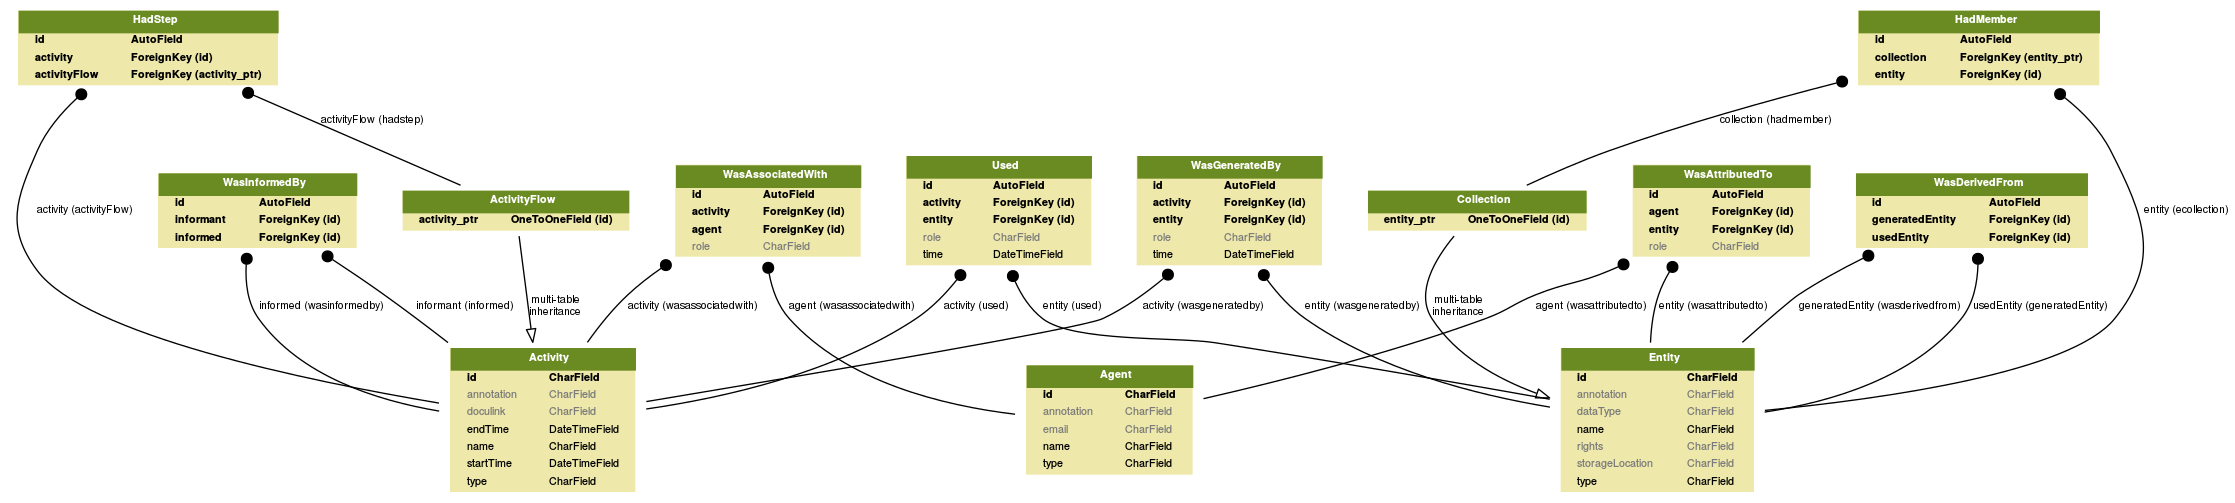 HadStep
id AutoField
activity ForeignKey (id)
activityFlow ForeignKey (activity_ptr)
HadMember
id AutoField
collection ForeignKey (entity_ptr)
entity ForeignKey (id)
activityFlow (hadstep)
collection (hadmember)
WasInformedBy
id AutoField
informant ForeignKey (id)
informed ForeignKey (id)
ActivityFlow
activity_ptr OneToOneField (id)
WasAssociatedWith
id AutoField
activity ForeignKey (id)
agent ForeignKey (id)
role CharField
Used
id AutoField
activity ForeignKey (id)
entity ForeignKey (id)
role CharField
time DateTimeField
WasGeneratedBy
id AutoField
activity ForeignKey (id)
entity ForeignKey (id)
role CharField
time DateTimeField
Collection
entity_ptr OneToOneField (id)
WasAttributedTo
id AutoField
agent ForeignKey (id)
entity ForeignKey (id)
role CharField
WasDerivedFrom
id AutoField
generatedEntity ForeignKey (id)
usedEntity ForeignKey (id)
activity (activityFlow)
entity (ecollection)
informed (wasinformedby)
informant (informed)
multi-table
inheritance
activity (wasassociatedwith)
agent (wasassociatedwith)
activity (used)
entity (used)
activity (wasgeneratedby)
entity (wasgeneratedby)
multi-table
inheritance
agent (wasattributedto)
entity (wasattributedto)
generatedEntity (wasderivedfrom)
usedEntity (generatedEntity)
Activity
id CharField
annotation CharField
doculink CharField
endTime DateTimeField
name CharField
startTime DateTimeField
type CharField
Agent
id CharField
annotation CharField
email CharField
name CharField
type CharField
Entity
id CharField
annotation CharField
dataType CharField
name CharField
rights CharField
storageLocation CharField
type CharField